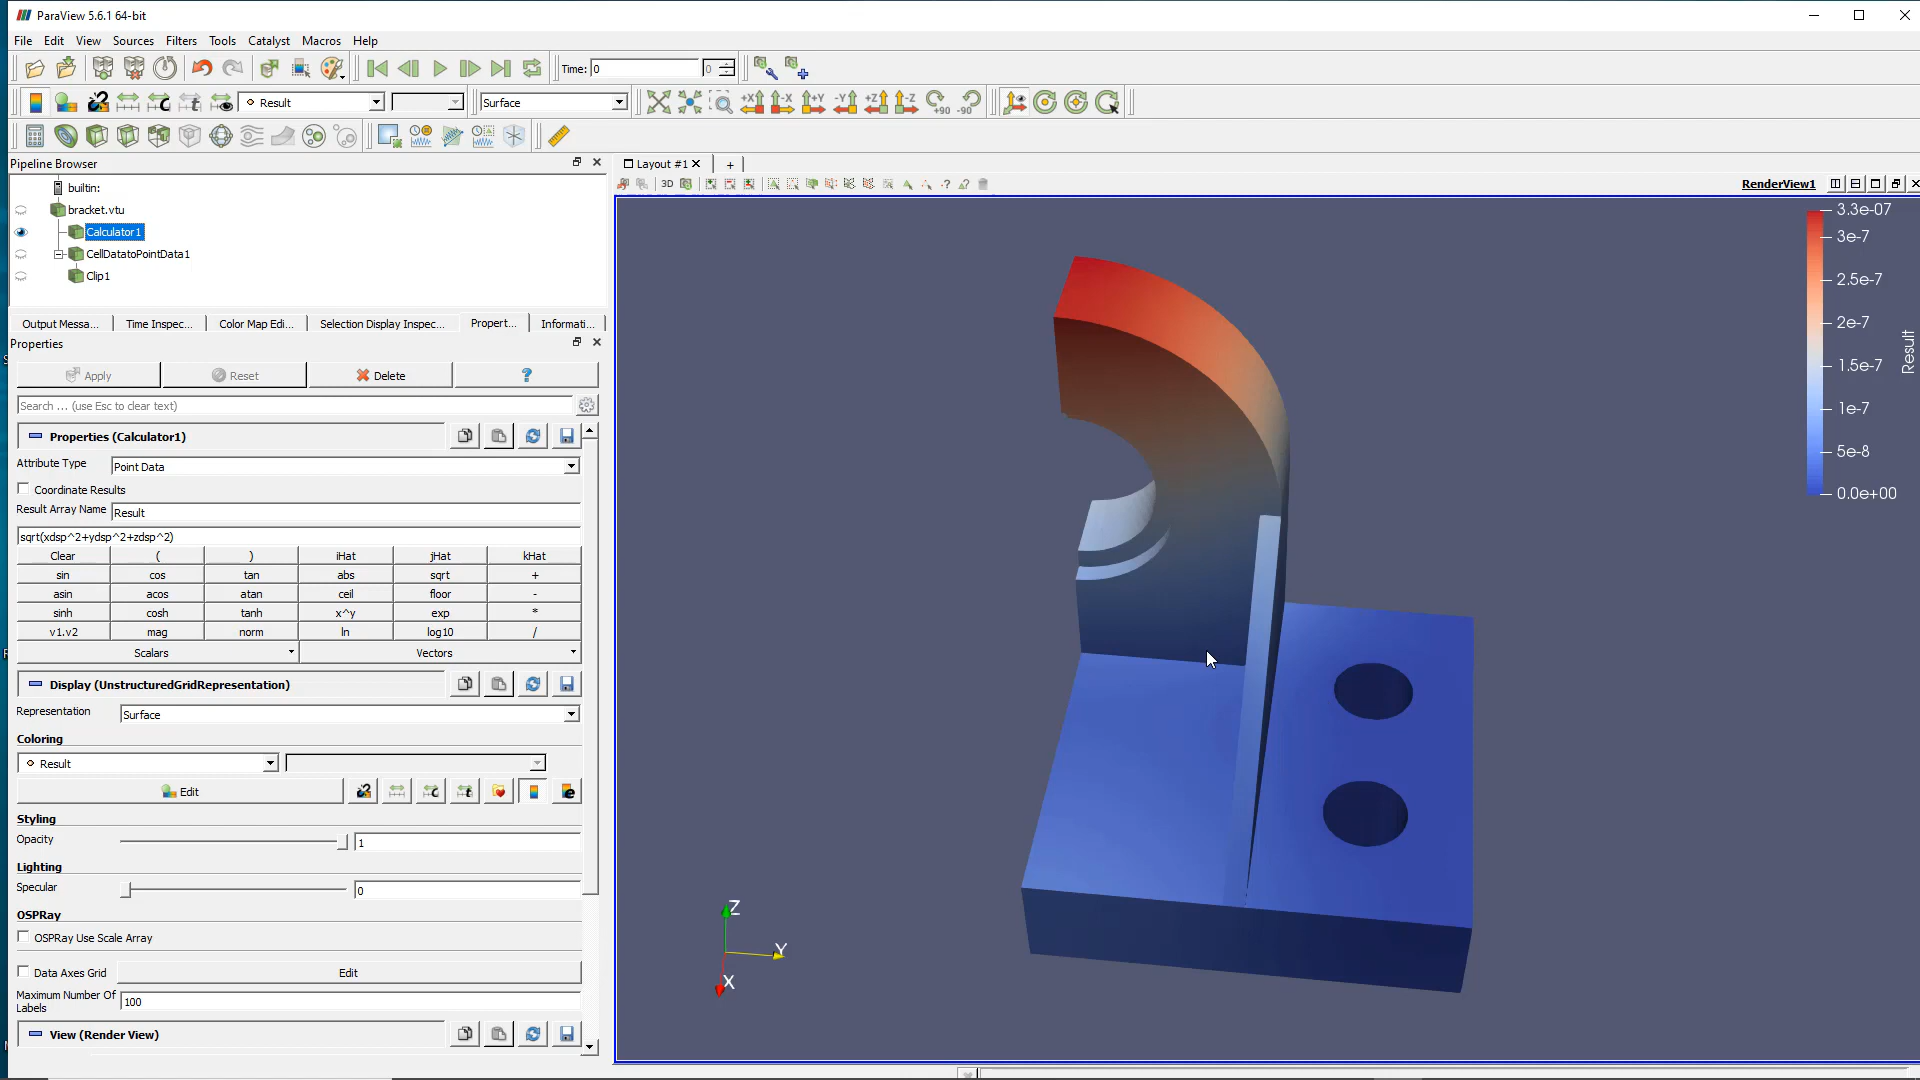 ParaView 5.6.1 64-bit
File Edit View Sources Filters Tools Catalyst Macros Help
Time: 0 0
Result Surface +X -X +Y -Y +Z -Z +90 -90
Pipeline Browser
builtin:
bracket.vtu
Calculator1
CellDatatoPointData1
Clip1
Output Messa... Time Inspec... Color Map Edi... Selection Display Inspec... Propert... Informati...
Properties
Apply Reset Delete ?
Search ... (use Esc to clear text)
Properties (Calculator1)
Attribute Type Point Data
Coordinate Results
Result Array Name Result
sqrt(xdsp^2+ydsp^2+zdsp^2)
Clear ( ) iHat jHat kHat
sin cos tan abs sqrt +
asin acos atan ceil floor -
sinh cosh tanh x^y exp *
v1.v2 mag norm ln log10 /
Scalars Vectors
Display (UnstructuredGridRepresentation)
Representation Surface
Coloring
Result
Edit
Styling
Opacity 1
Lighting
Specular 0
OSPRay
OSPRay Use Scale Array
Data Axes Grid Edit
Maximum Number Of
Labels 100
View (Render View)
Layout #1 +
3D RenderView1
3.3e-07
3e-7
2.5e-7
2e-7
1.5e-7
1e-7
5e-8
0.0e+00
Result
Z
Y
X